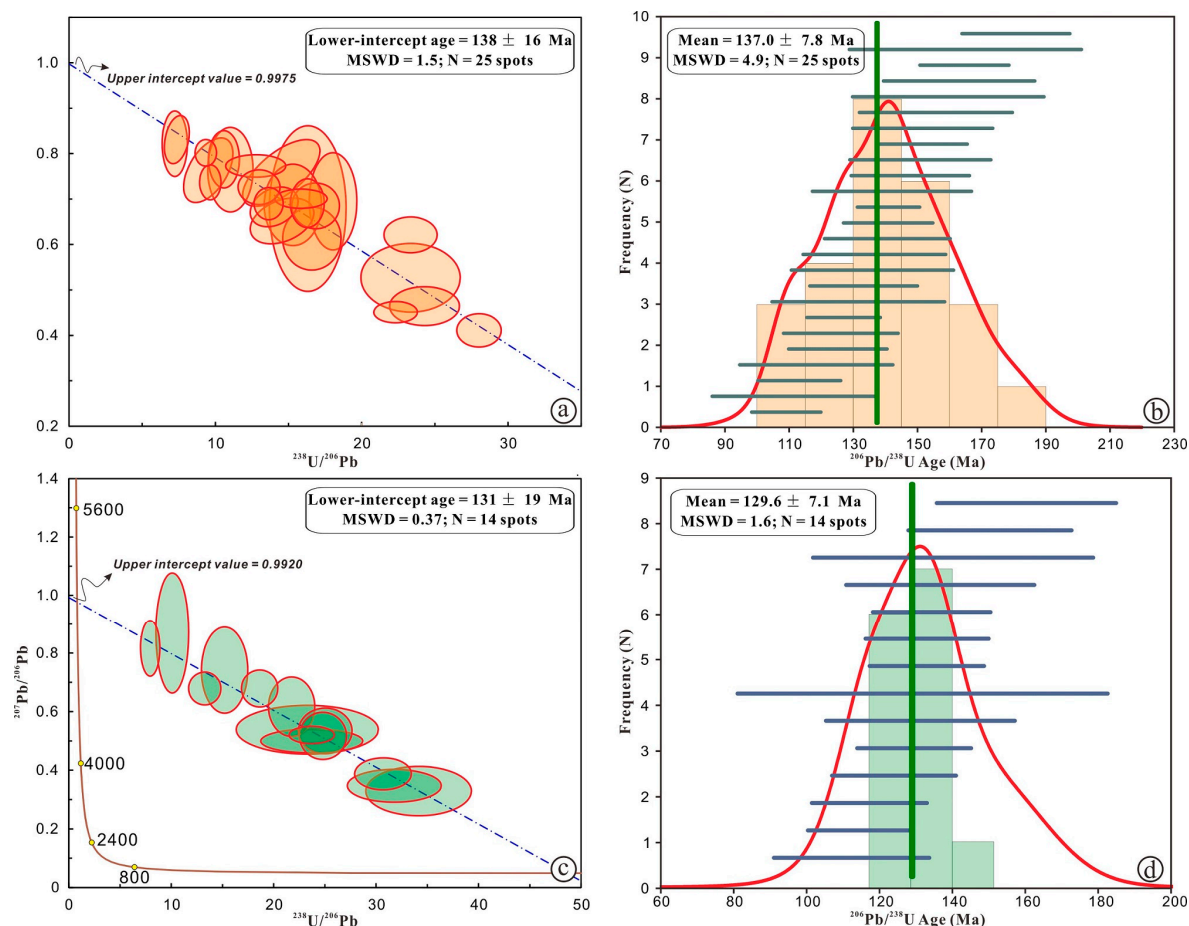 Lower-intercept age = 138 ± 16 Ma
MSWD = 1.5; N = 25 spots
Upper intercept value = 0.9975
1.0
0.8
0.6
0.4
0.2
0 10 20 30
²³⁸U/²⁰⁶Pb
a
Mean = 137.0 ± 7.8 Ma
MSWD = 4.9; N = 25 spots
Frequency (N)
10
9
8
7
6
5
4
3
2
1
0
70 90 110 130 150 170 190 210 230
²⁰⁶Pb/²³⁸U Age (Ma)
b
Lower-intercept age = 131 ± 19 Ma
MSWD = 0.37; N = 14 spots
Upper intercept value = 0.9920
5600
4000
2400
800
²⁰⁷Pb/²⁰⁶Pb
1.4
1.2
1.0
0.8
0.6
0.4
0.2
0
0 10 20 30 40 50
²³⁸U/²⁰⁶Pb
c
Mean = 129.6 ± 7.1 Ma
MSWD = 1.6; N = 14 spots
Frequency (N)
9
8
7
6
5
4
3
2
1
0
60 80 100 120 140 160 180 200
²⁰⁶Pb/²³⁸U Age (Ma)
d